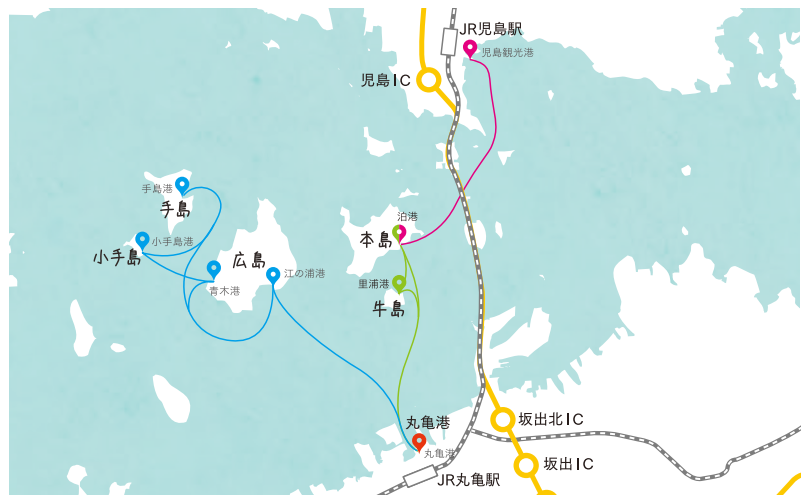 JR児島駅
児島観光港
児島IC
手島港
手島
小手島港
小手島
広島
青木港
江の浦港
泊港
本島
里浦港
牛島
丸亀港
丸亀港
JR丸亀駅
坂出北IC
坂出IC